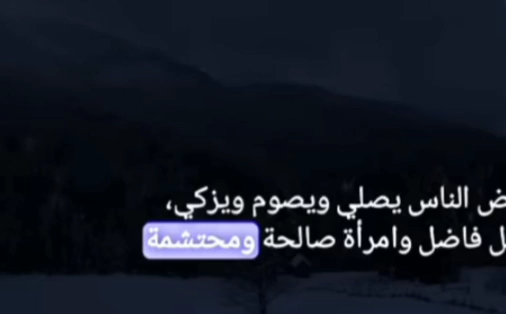 الناس يصلي ويصوم ويزكي،
فاضل وامرأة صالحة ومحتشمة